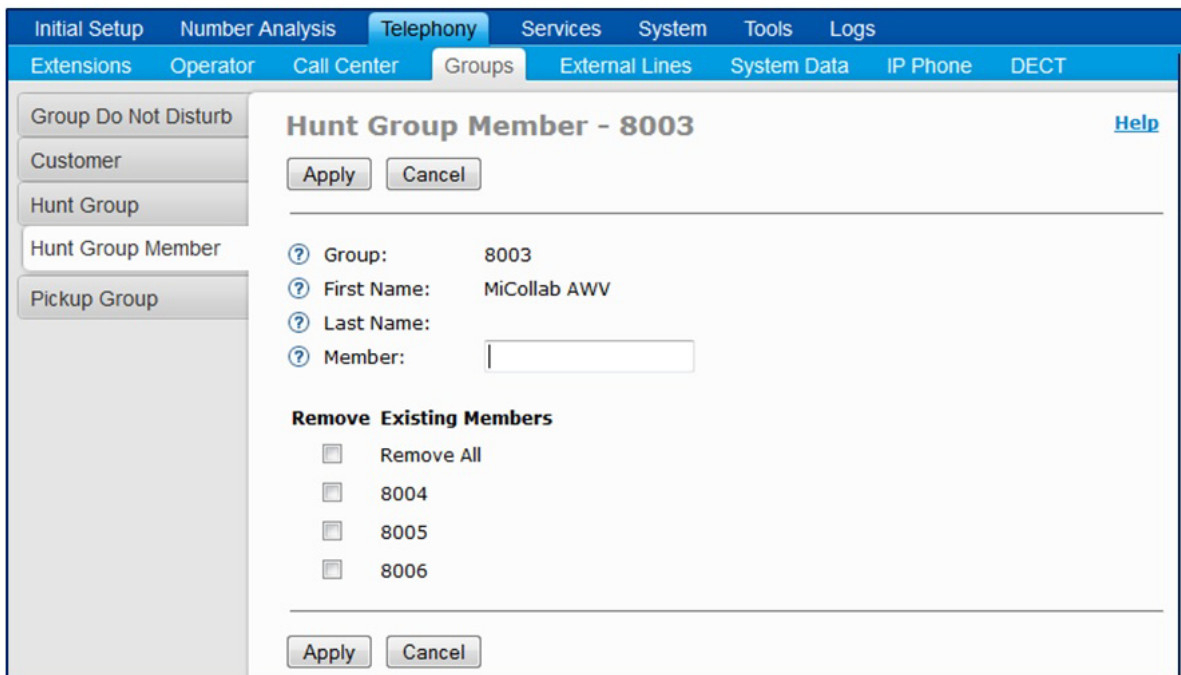 Initial Setup Number Analysis Telephony Services System Tools Logs
Extensions Operator Call Center Groups External Lines System Data IP Phone DECT
Group Do Not Disturb
Customer
Hunt Group
Hunt Group Member
Pickup Group
Hunt Group Member - 8003 Help
Apply Cancel
? Group: 8003
? First Name: MiCollab AWV
? Last Name:
? Member:
Remove Existing Members
Remove All
8004
8005
8006
Apply Cancel